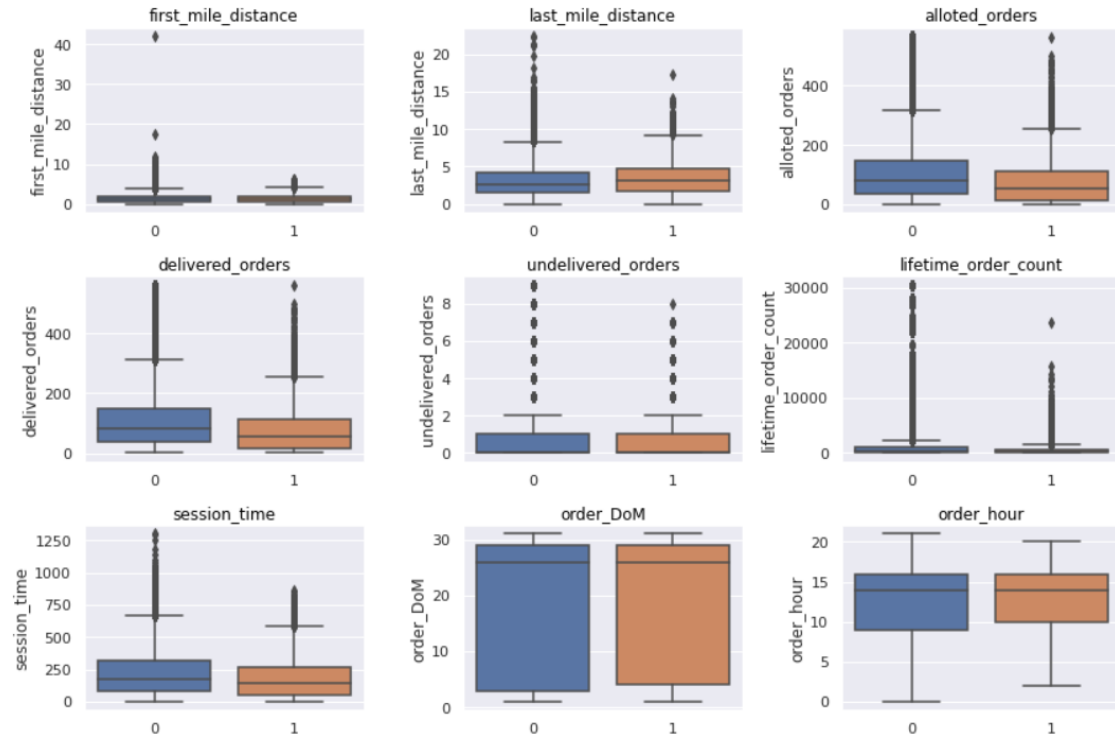 first_mile_distance
last_mile_distance
alloted_orders
first_mile_distance
40
30
20
10
0
0 1
last_mile_distance
20
15
10
5
0
0 1
alloted_orders
400
200
0
0 1
delivered_orders
undelivered_orders
lifetime_order_count
delivered_orders
400
200
0
0 1
undelivered_orders
8
6
4
2
0
0 1
lifetime_order_count
30000
20000
10000
0
0 1
session_time
order_DoM
order_hour
session_time
1250
1000
750
500
250
0
0 1
order_DoM
30
20
10
0
0 1
order_hour
20
15
10
5
0
0 1